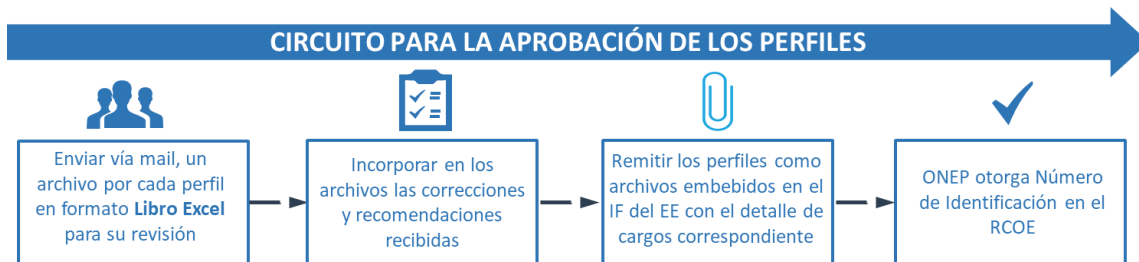 CIRCUITO PARA LA APROBACIÓN DE LOS PERFILES
Enviar vía mail, un
archivo por cada perfil
en formato Libro Excel
para su revisión
Incorporar en los
archivos las correcciones
y recomendaciones
recibidas
Remitir los perfiles como
archivos embebidos en el
IF del EE con el detalle de
cargos correspondiente
ONEP otorga Número
de Identificación en el
RCOE